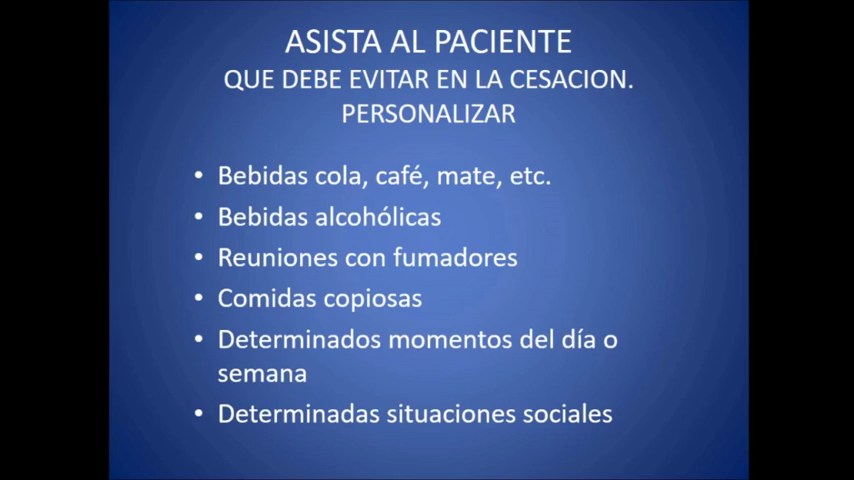 ASISTA AL PACIENTE
QUE DEBE EVITAR EN LA CESACION.
PERSONALIZAR
• Bebidas cola, café, mate, etc.
• Bebidas alcohólicas
• Reuniones con fumadores
• Comidas copiosas
• Determinados momentos del día o
semana
• Determinadas situaciones sociales